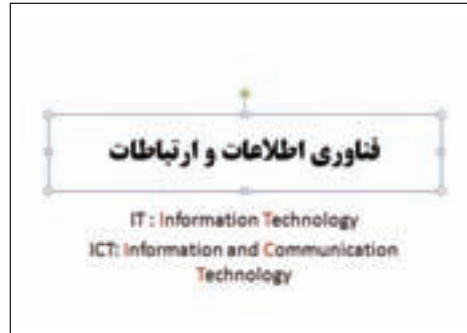 فناوری اطلاعات و ارتباطات
IT : Information Technology
ICT: Information and Communication
Technology